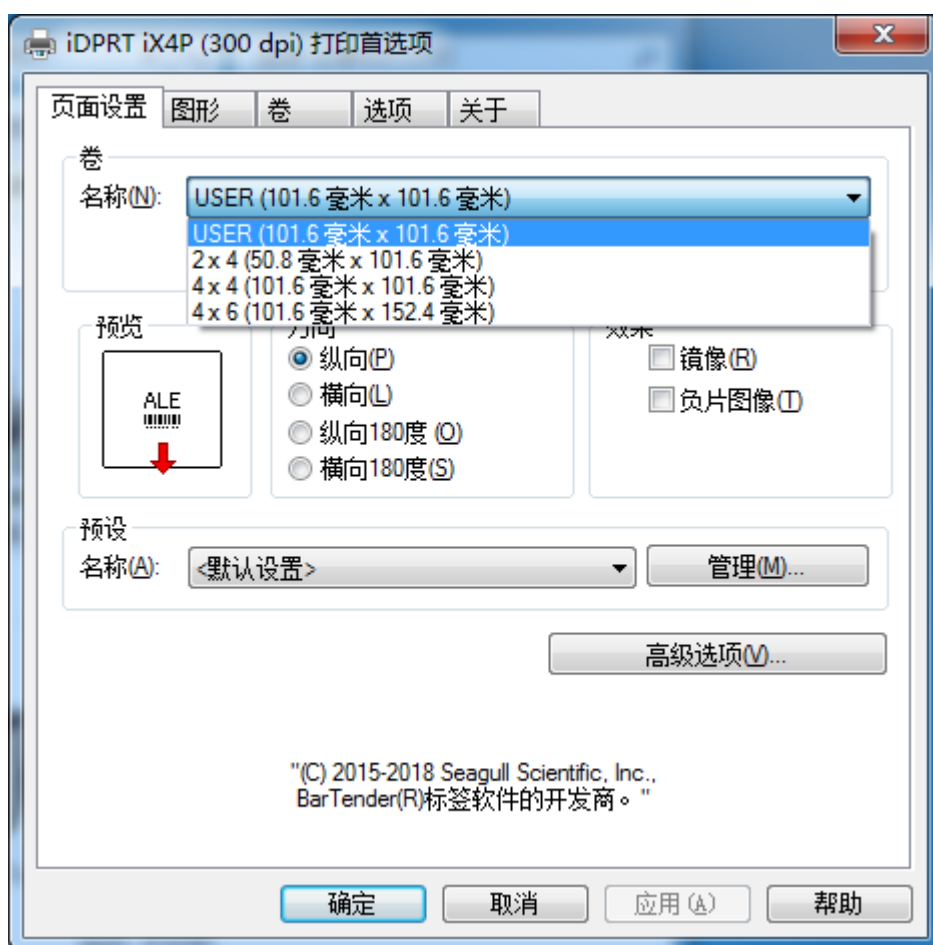 iDPRT iX4P (300 dpi) 打印首选项
页面设置 图形 卷 选项 关于
卷
名称(N): USER (101.6 毫米 x 101.6 毫米)
USER (101.6 毫米 x 101.6 毫米)
2 x 4 (50.8 毫米 x 101.6 毫米)
4 x 4 (101.6 毫米 x 101.6 毫米)
4 x 6 (101.6 毫米 x 152.4 毫米)
预览 方向 效果
ALE
纵向(P)
横向(L)
纵向180度 (O)
横向180度(S)
镜像(R)
负片图像(T)
预设
名称(A): <默认设置> 管理(M)...
高级选项(V)...
"(C) 2015-2018 Seagull Scientific, Inc.,
BarTender(R)标签软件的开发商。"
确定 取消 应用 (A) 帮助